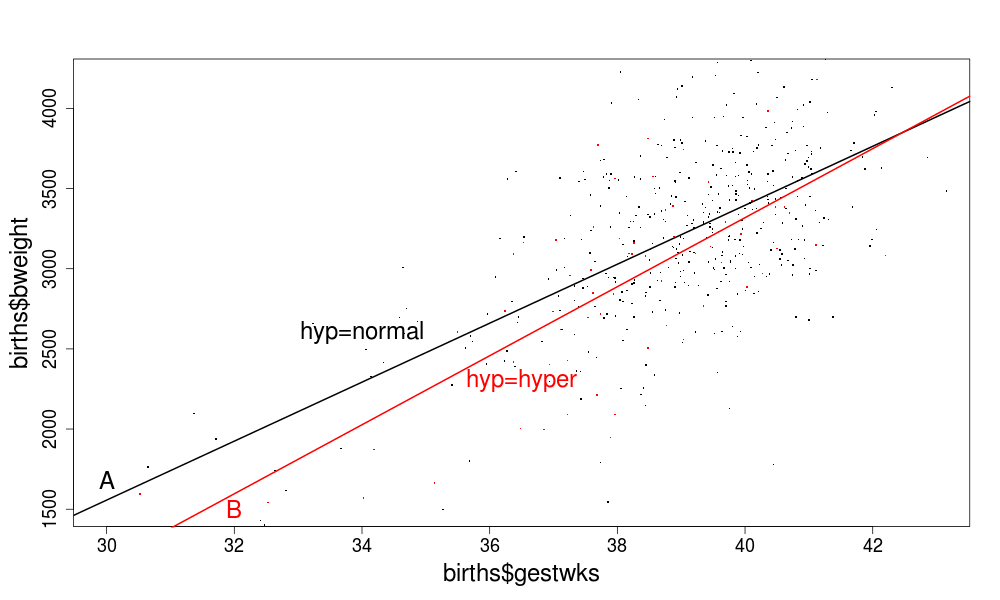 births$bweight
4000
3500
3000
2500
2000
1500
hyp=normal
hyp=hyper
A
B
30 32 34 36 38 40 42
births$gestwks